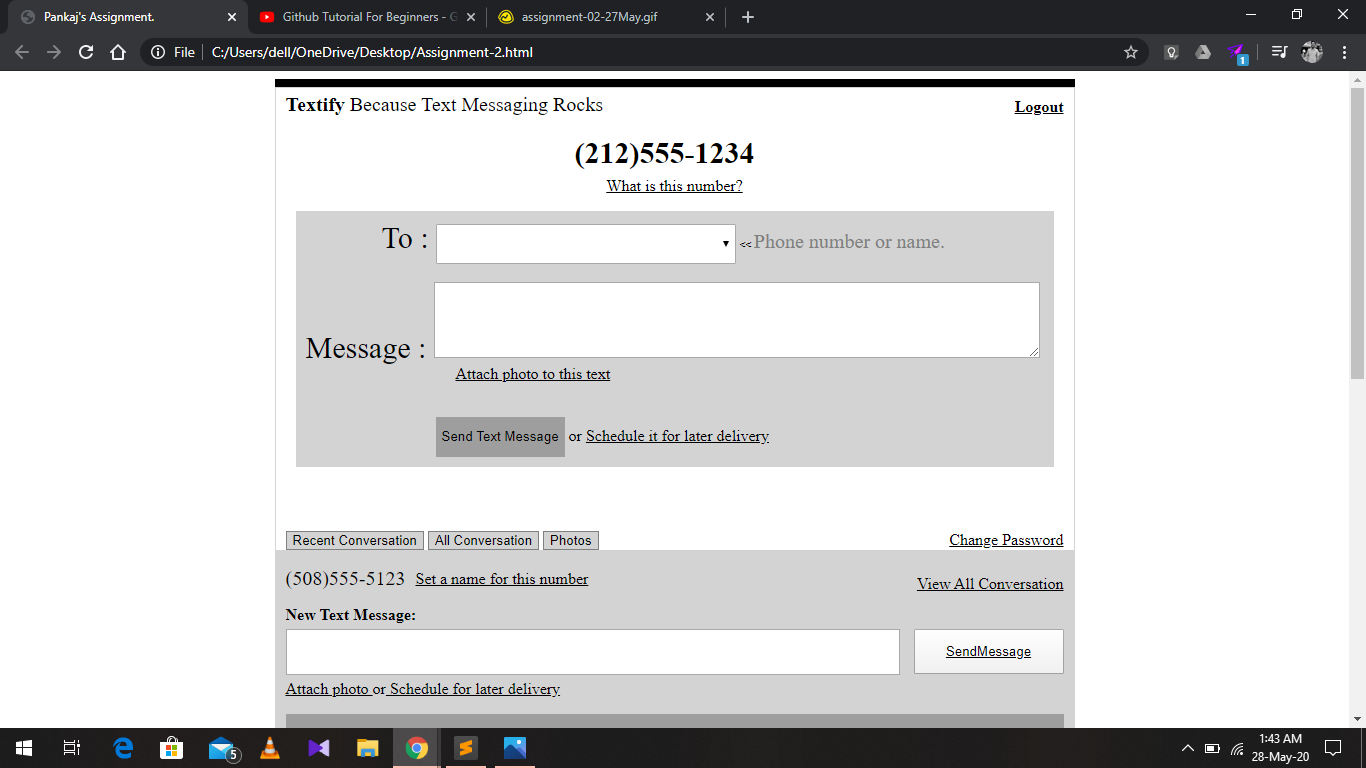 Pankaj's Assignment.
Github Tutorial For Beginners - G
assignment-02-27May.gif
File
C:/Users/dell/OneDrive/Desktop/Assignment-2.html
1
Textify Because Text Messaging Rocks
Logout
(212)555-1234
What is this number?
To :
<< Phone number or name.
Message :
Attach photo to this text
Send Text Message or Schedule it for later delivery
Recent Conversation All Conversation Photos
Change Password
(508)555-5123 Set a name for this number
View All Conversation
New Text Message:
SendMessage
Attach photo or Schedule for later delivery
5
1:43 AM
28-May-20